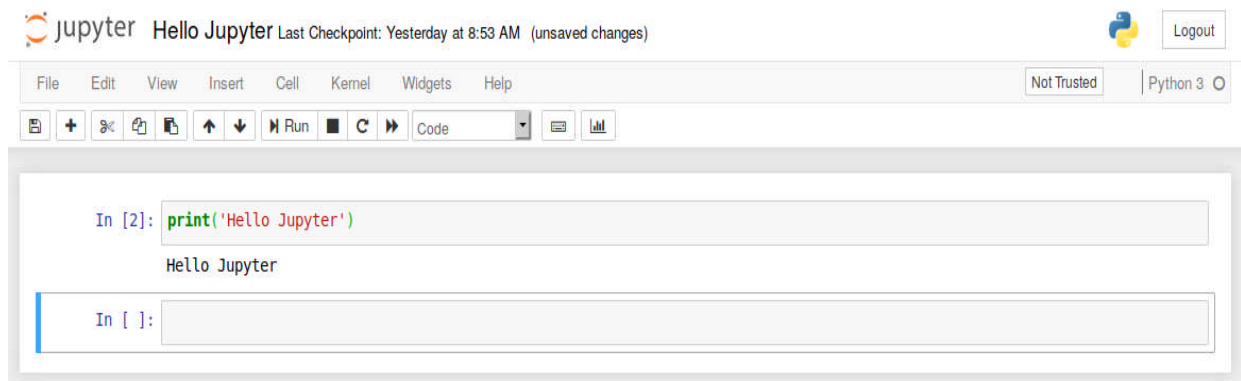 jupyter Hello Jupyter Last Checkpoint: Yesterday at 8:53 AM (unsaved changes) Logout
File Edit View Insert Cell Kernel Widgets Help Not Trusted Python 3
Run Code
In [2]: print('Hello Jupyter')
Hello Jupyter
In [ ]: